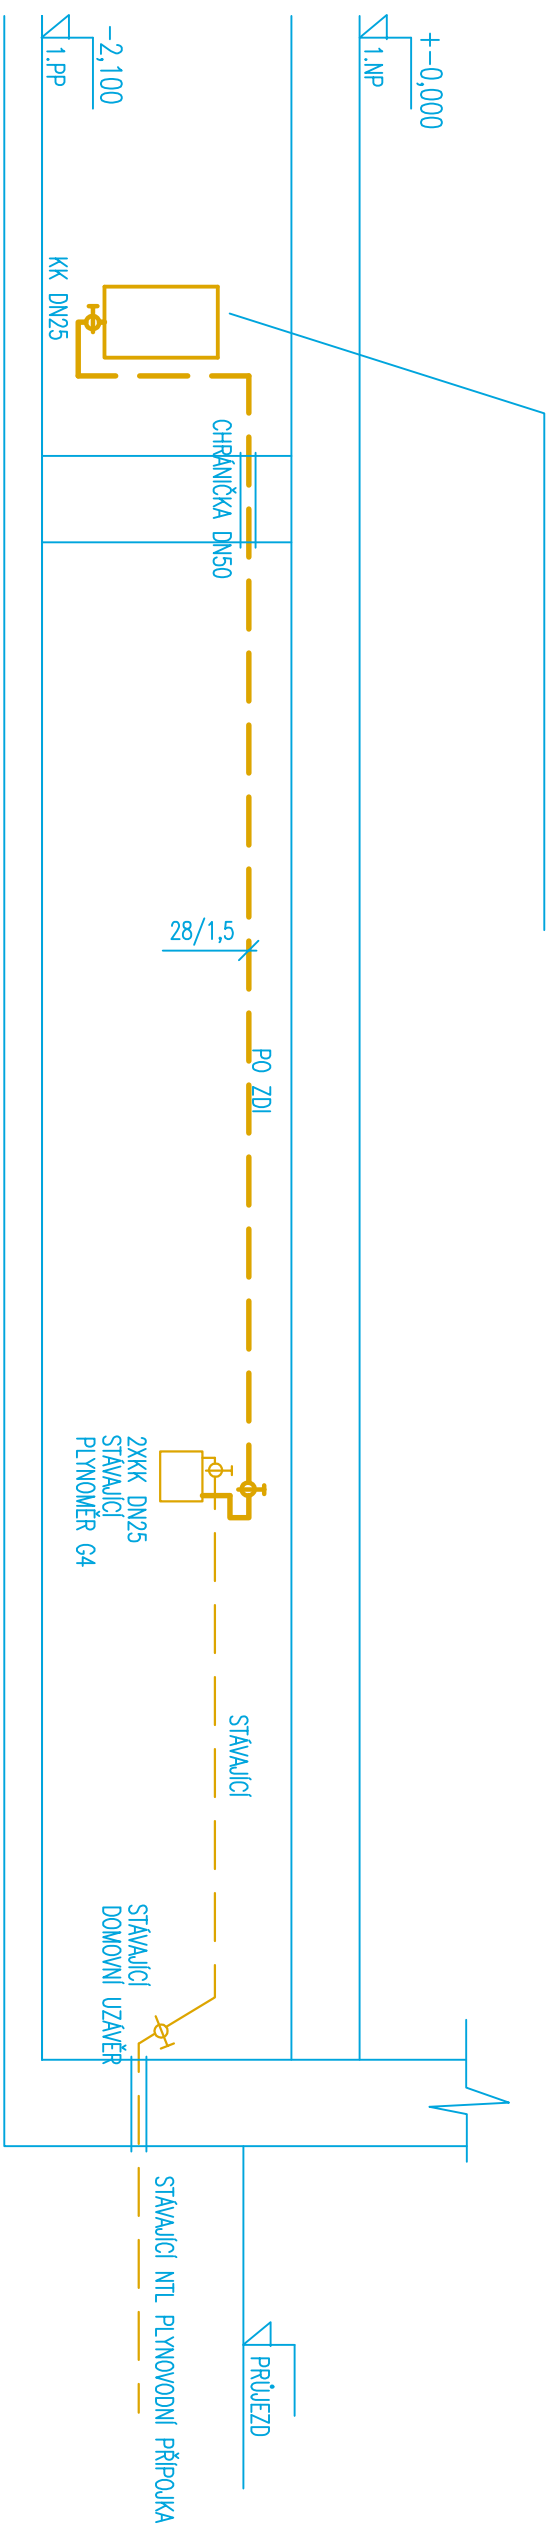 +-0,000
1.NP
-2,100
1.PP
KK DN25
CHRÁNIČKA DN50
28/1,5
PO ZDI
2XKK DN25
STÁVAJÍCÍ
PLYNOMĚR G4
STÁVAJÍCÍ
STÁVAJÍCÍ
DOMOVNÍ UZÁVĚR
STÁVAJÍCÍ NTL PLYNOVODNÍ PŘÍPOJKA
PRŮJEZD